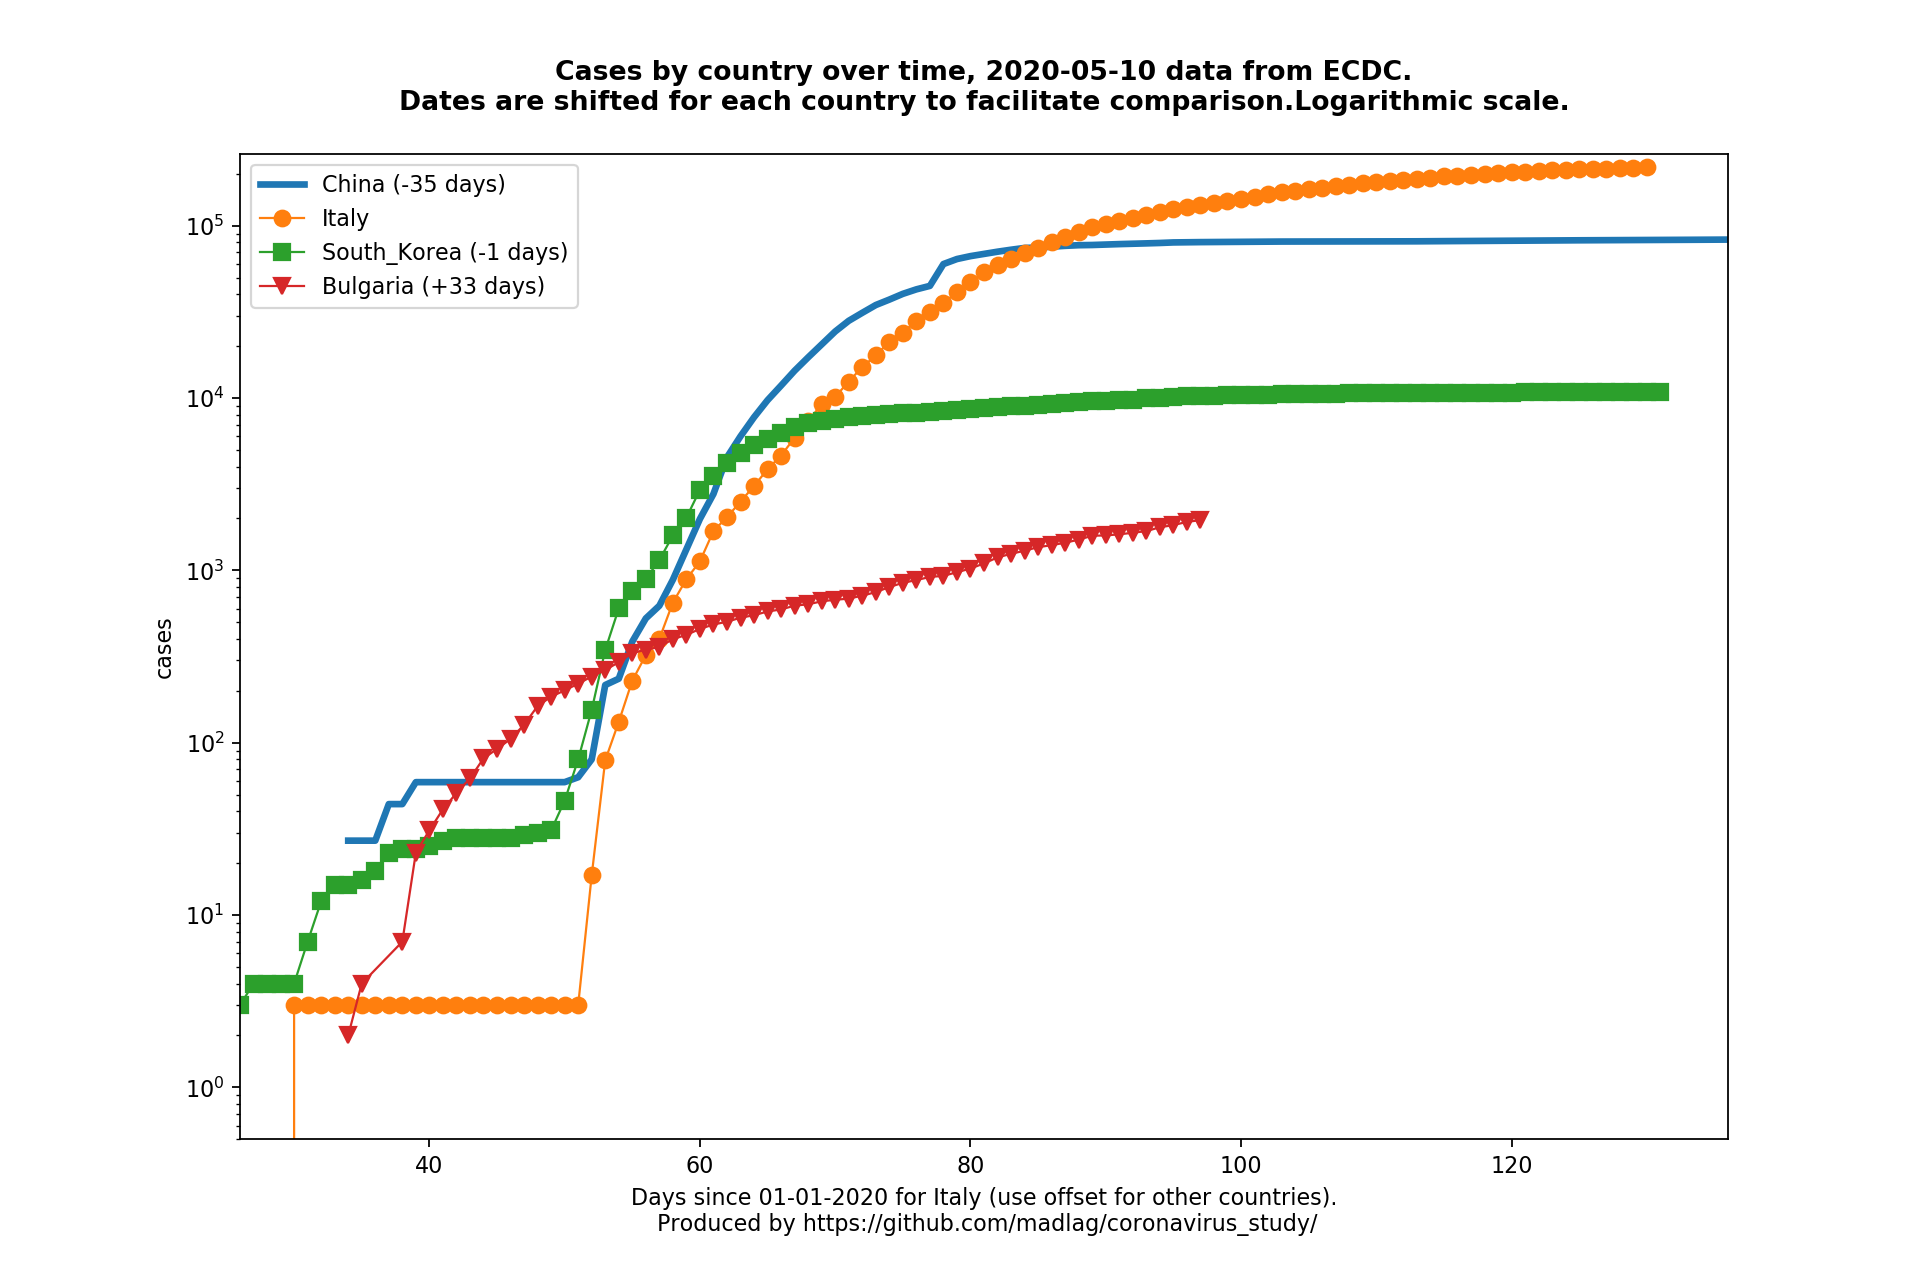 Cases by country over time, 2020-05-10 data from ECDC.
Dates are shifted for each country to facilitate comparison.Logarithmic scale.
China (-35 days)
Italy
South_Korea (-1 days)
Bulgaria (+33 days)
10⁵
10⁴
10³
10²
10¹
10⁰
cases
40 60 80 100 120
Days since 01-01-2020 for Italy (use offset for other countries).
Produced by https://github.com/madlag/coronavirus_study/